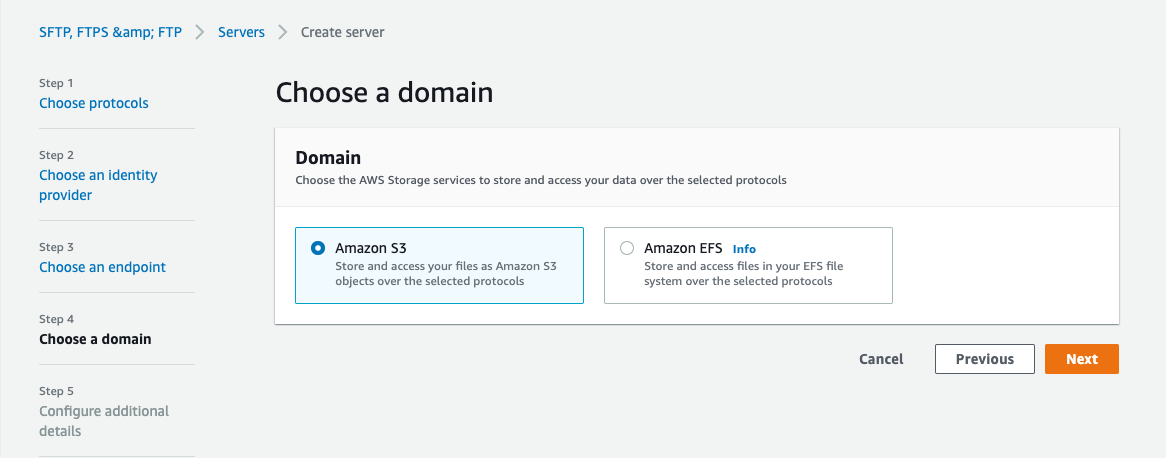 SFTP, FTPS &amp; FTP > Servers > Create server
Step 1
Choose protocols
Step 2
Choose an identity
provider
Step 3
Choose an endpoint
Step 4
Choose a domain
Step 5
Configure additional
details
Choose a domain
Domain
Choose the AWS Storage services to store and access your data over the selected protocols
Amazon S3
Store and access your files as Amazon S3
objects over the selected protocols
Amazon EFS Info
Store and access files in your EFS file
system over the selected protocols
Cancel Previous Next